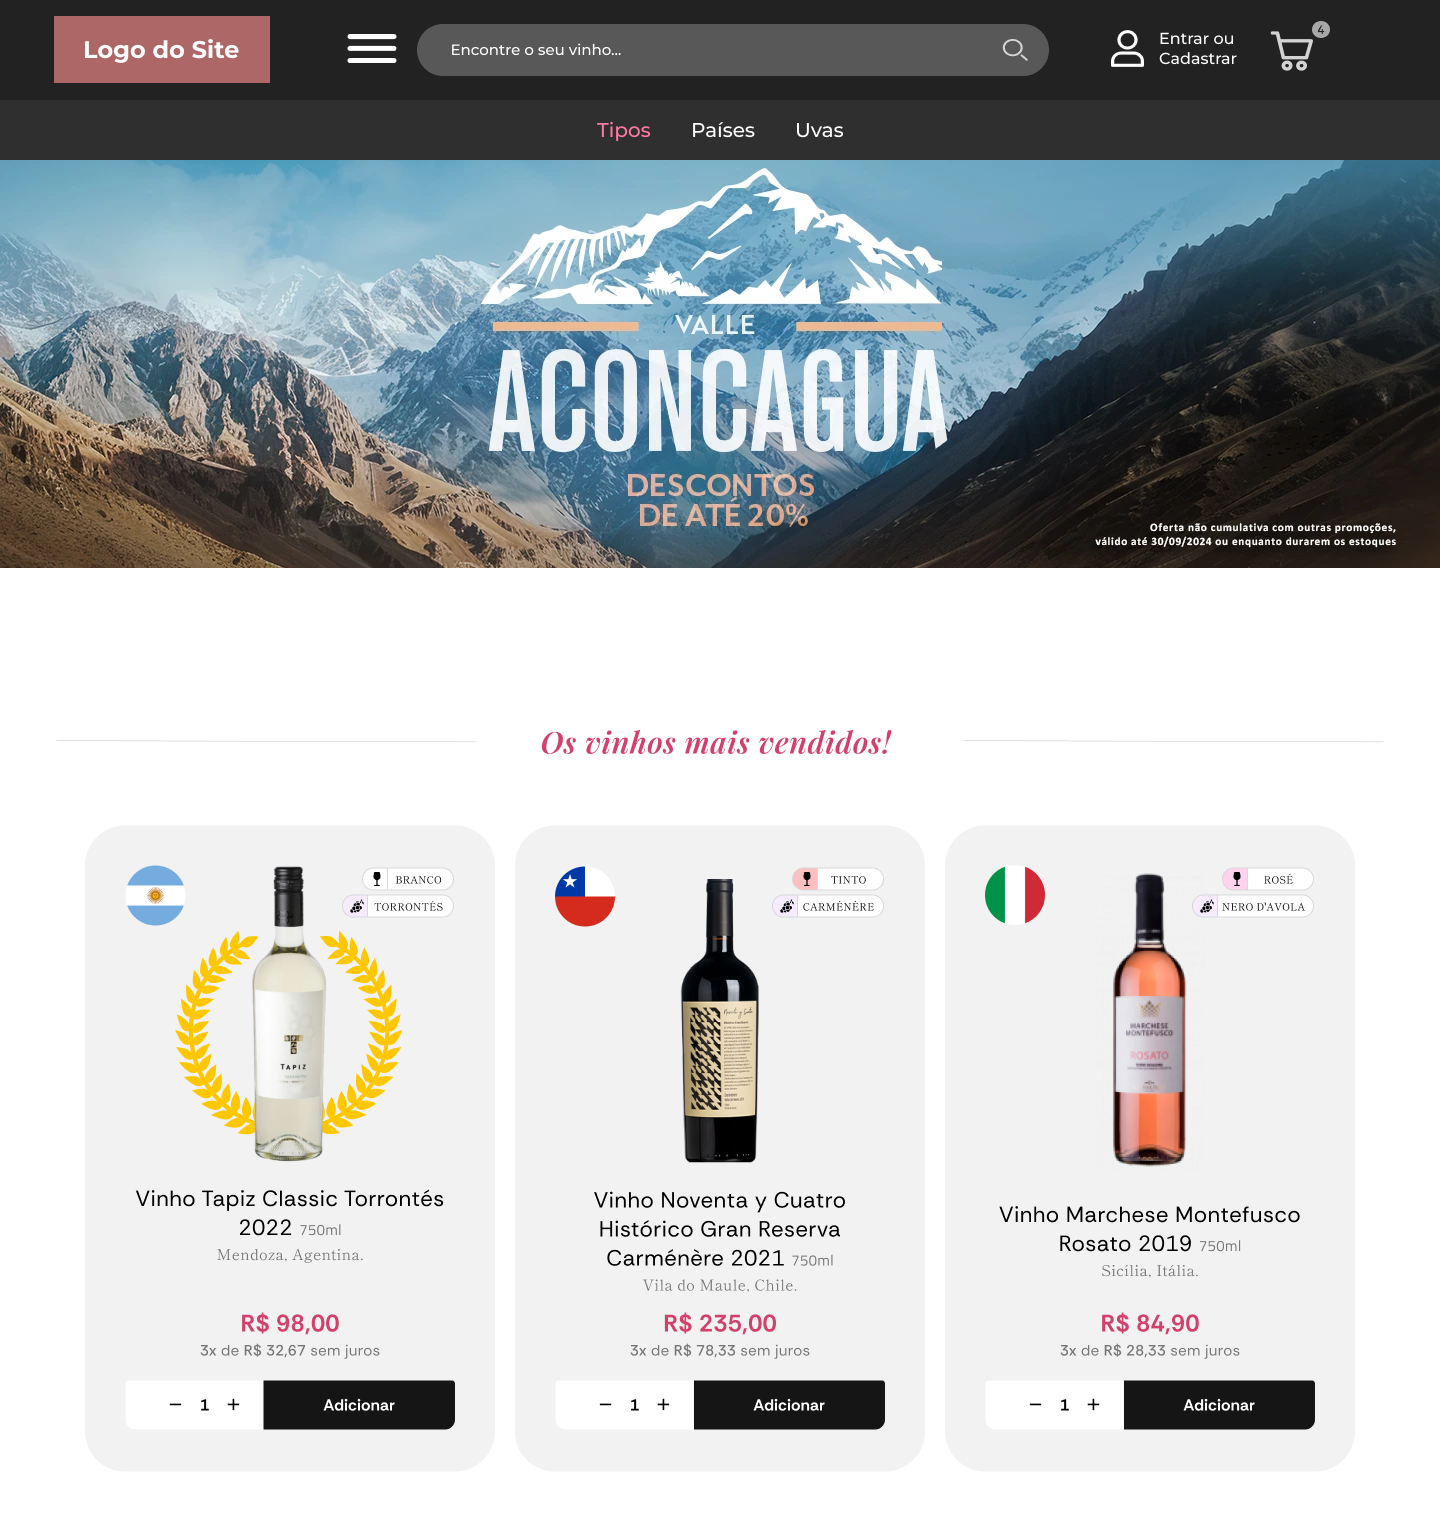 Logo do Site
Encontre o seu vinho...
Entrar ou
Cadastrar
4
Tipos
Países
Uvas
VALLE
ACONCAGUA
DESCONTOS
DE ATÉ 20%
Oferta não cumulativa com outras promoções,
válido até 30/09/2024 ou enquanto durarem os estoques
Os vinhos mais vendidos!
BRANCO
TORRONTÉS
TAPIZ
Vinho Tapiz Classic Torrontés
2022 750ml
Mendoza, Agentina.
R$ 98,00
3x de R$ 32,67 sem juros
1
Adicionar
TINTO
CARMÉNÈRE
Vinho Noventa y Cuatro
Histórico Gran Reserva
Carménère 2021 750ml
Vila do Maule, Chile.
R$ 235,00
3x de R$ 78,33 sem juros
1
Adicionar
ROSÉ
NERO D'AVOLA
MARCHESE
MONTEFUSCO
ROSATO
Vinho Marchese Montefusco
Rosato 2019 750ml
Sicília, Itália.
R$ 84,90
3x de R$ 28,33 sem juros
1
Adicionar